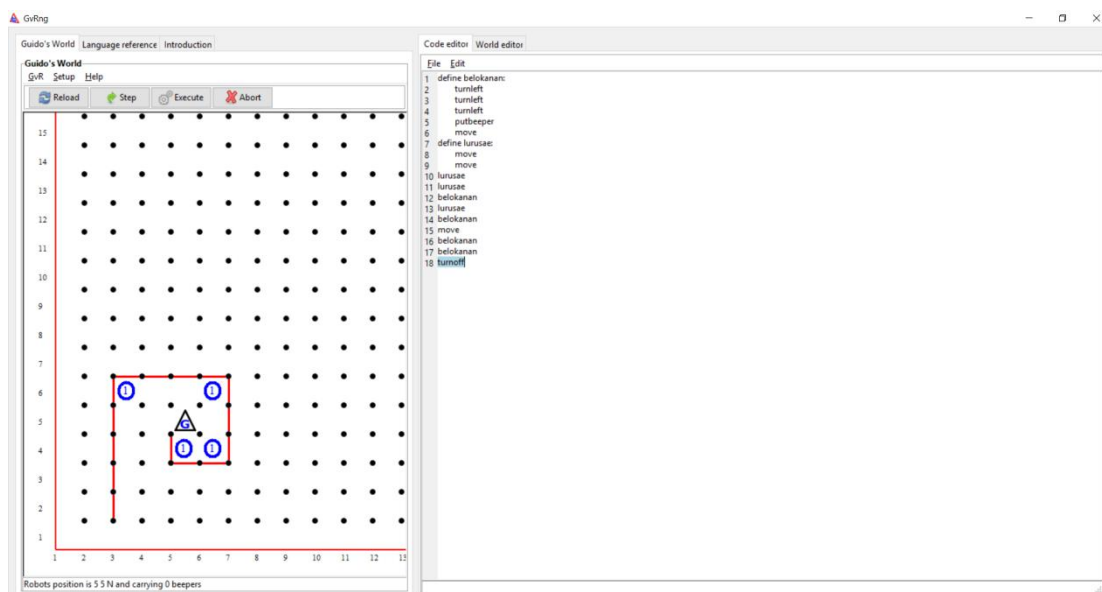 GvRng
Guido's World Language reference Introduction
Guido's World
GvR Setup Help
Reload Step Execute Abort
15
14
13
12
11
10
9
8
7
6 1 1
5 G
4 1 1
3
2
1
1 2 3 4 5 6 7 8 9 10 11 12 13
Robots position is 5 5 N and carrying 0 beepers
Code editor World editor
File Edit
1 define belokanan:
2 turnleft
3 turnleft
4 turnleft
5 putbeeper
6 move
7 define lurusae:
8 move
9 move
10 lurusae
11 lurusae
12 belokanan
13 lurusae
14 belokanan
15 move
16 belokanan
17 belokanan
18 turnoff